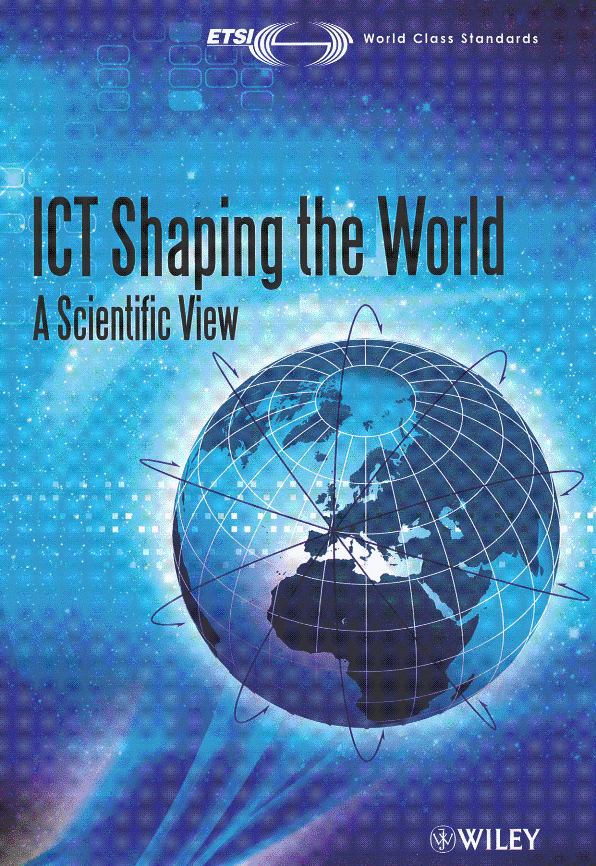 ETSI World Class Standards
ICT Shaping the World
A Scientific View
WILEY